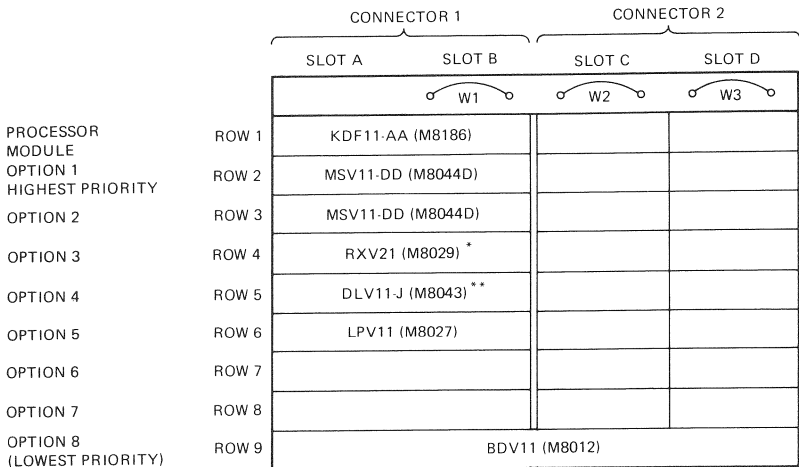 CONNECTOR 1 CONNECTOR 2
SLOT A SLOT B SLOT C SLOT D
W1 W2 W3
PROCESSOR
MODULE ROW 1 KDF11-AA (M8186)
OPTION 1
HIGHEST PRIORITY ROW 2 MSV11-DD (M8044D)
OPTION 2 ROW 3 MSV11-DD (M8044D)
OPTION 3 ROW 4 RXV21 (M8029) *
OPTION 4 ROW 5 DLV11-J (M8043) **
OPTION 5 ROW 6 LPV11 (M8027)
OPTION 6 ROW 7
OPTION 7 ROW 8
OPTION 8
(LOWEST PRIORITY) ROW 9 BDV11 (M8012)